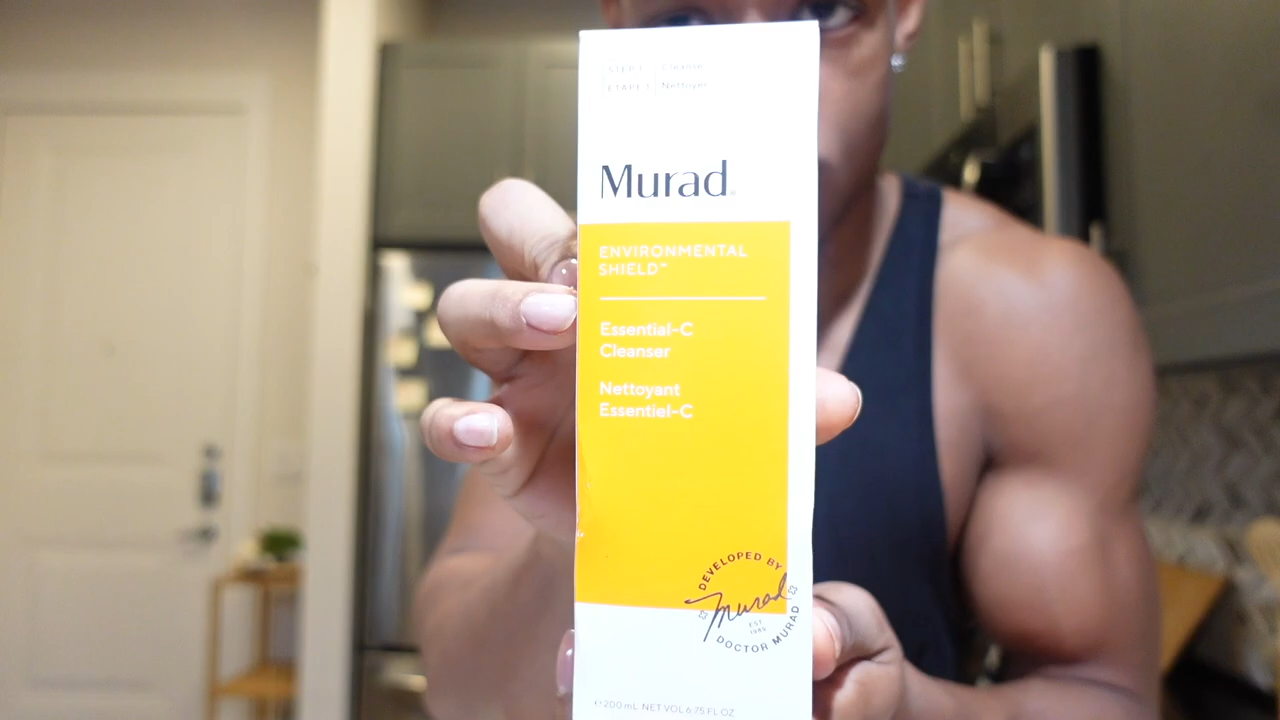 STEP 1 Cleanse
ÉTAPE 1 Nettoyer
Murad®
ENVIRONMENTAL
SHIELD™
Essential-C
Cleanser
Nettoyant
Essentiel-C
DEVELOPED BY
Murad
EST
1989
DOCTOR MURAD
200 mL NET VOL 6.75 FL OZ